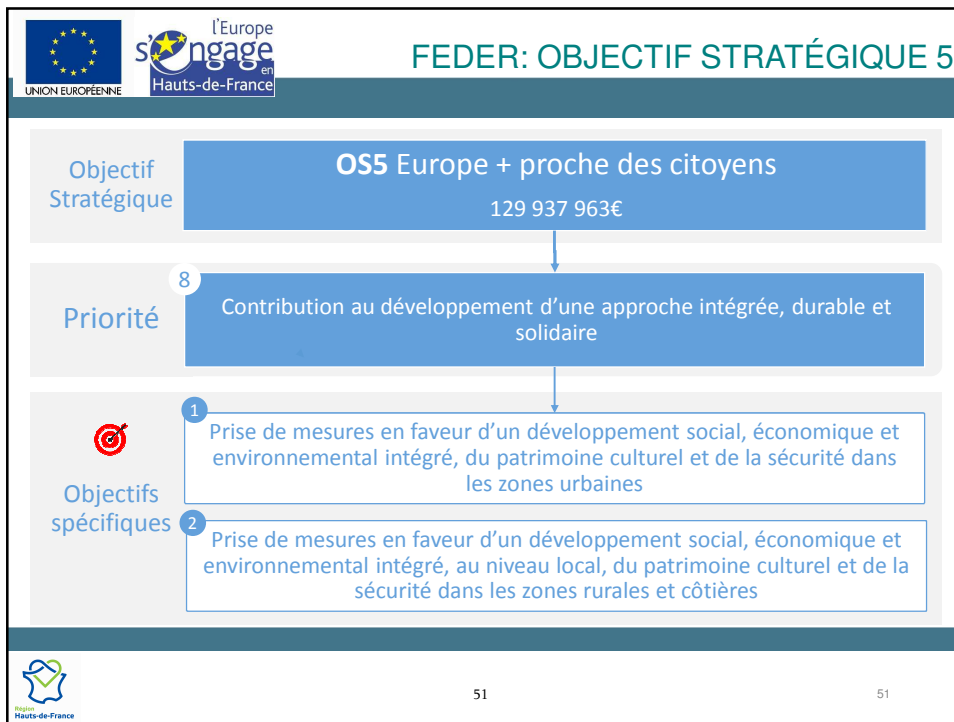 UNION EUROPÉENNE
l'Europe
s'engage
en
Hauts-de-France
FEDER: OBJECTIF STRATÉGIQUE 5
Objectif
Stratégique
OS5 Europe + proche des citoyens
129 937 963€
Priorité
8
Contribution au développement d'une approche intégrée, durable et
solidaire
Objectifs
spécifiques
1
Prise de mesures en faveur d'un développement social, économique et
environnemental intégré, du patrimoine culturel et de la sécurité dans
les zones urbaines
2
Prise de mesures en faveur d'un développement social, économique et
environnemental intégré, au niveau local, du patrimoine culturel et de la
sécurité dans les zones rurales et côtières
Région
Hauts-de-France
51
51